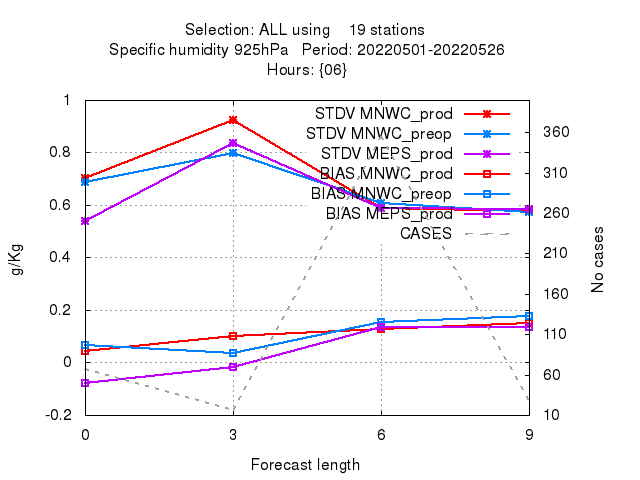 Selection: ALL using 19 stations
Specific humidity 925hPa Period: 20220501-20220526
Hours: {06}
STDV MNWC_prod
STDV MNWC_preop
STDV MEPS_prod
BIAS MNWC_prod
BIAS MNWC_preop
BIAS MEPS_prod
CASES
g/Kg
1
0.8
0.6
0.4
0.2
0
-0.2
360
310
260
210
160
110
60
10
No cases
0 3 6 9
Forecast length